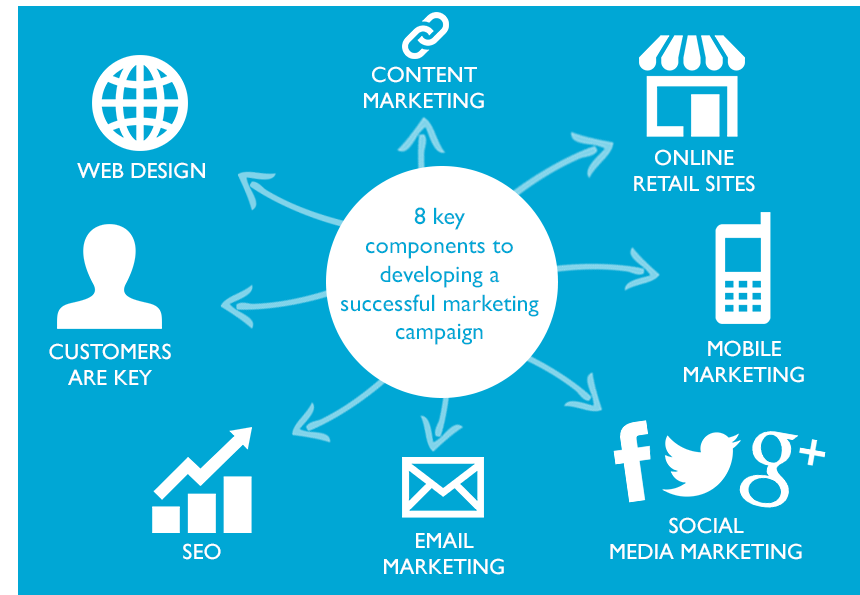 CONTENT
MARKETING
WEB DESIGN
ONLINE
RETAIL SITES
8 key
components to
developing a
successful marketing
campaign
CUSTOMERS
ARE KEY
MOBILE
MARKETING
f g+
SEO
EMAIL
MARKETING
SOCIAL
MEDIA MARKETING